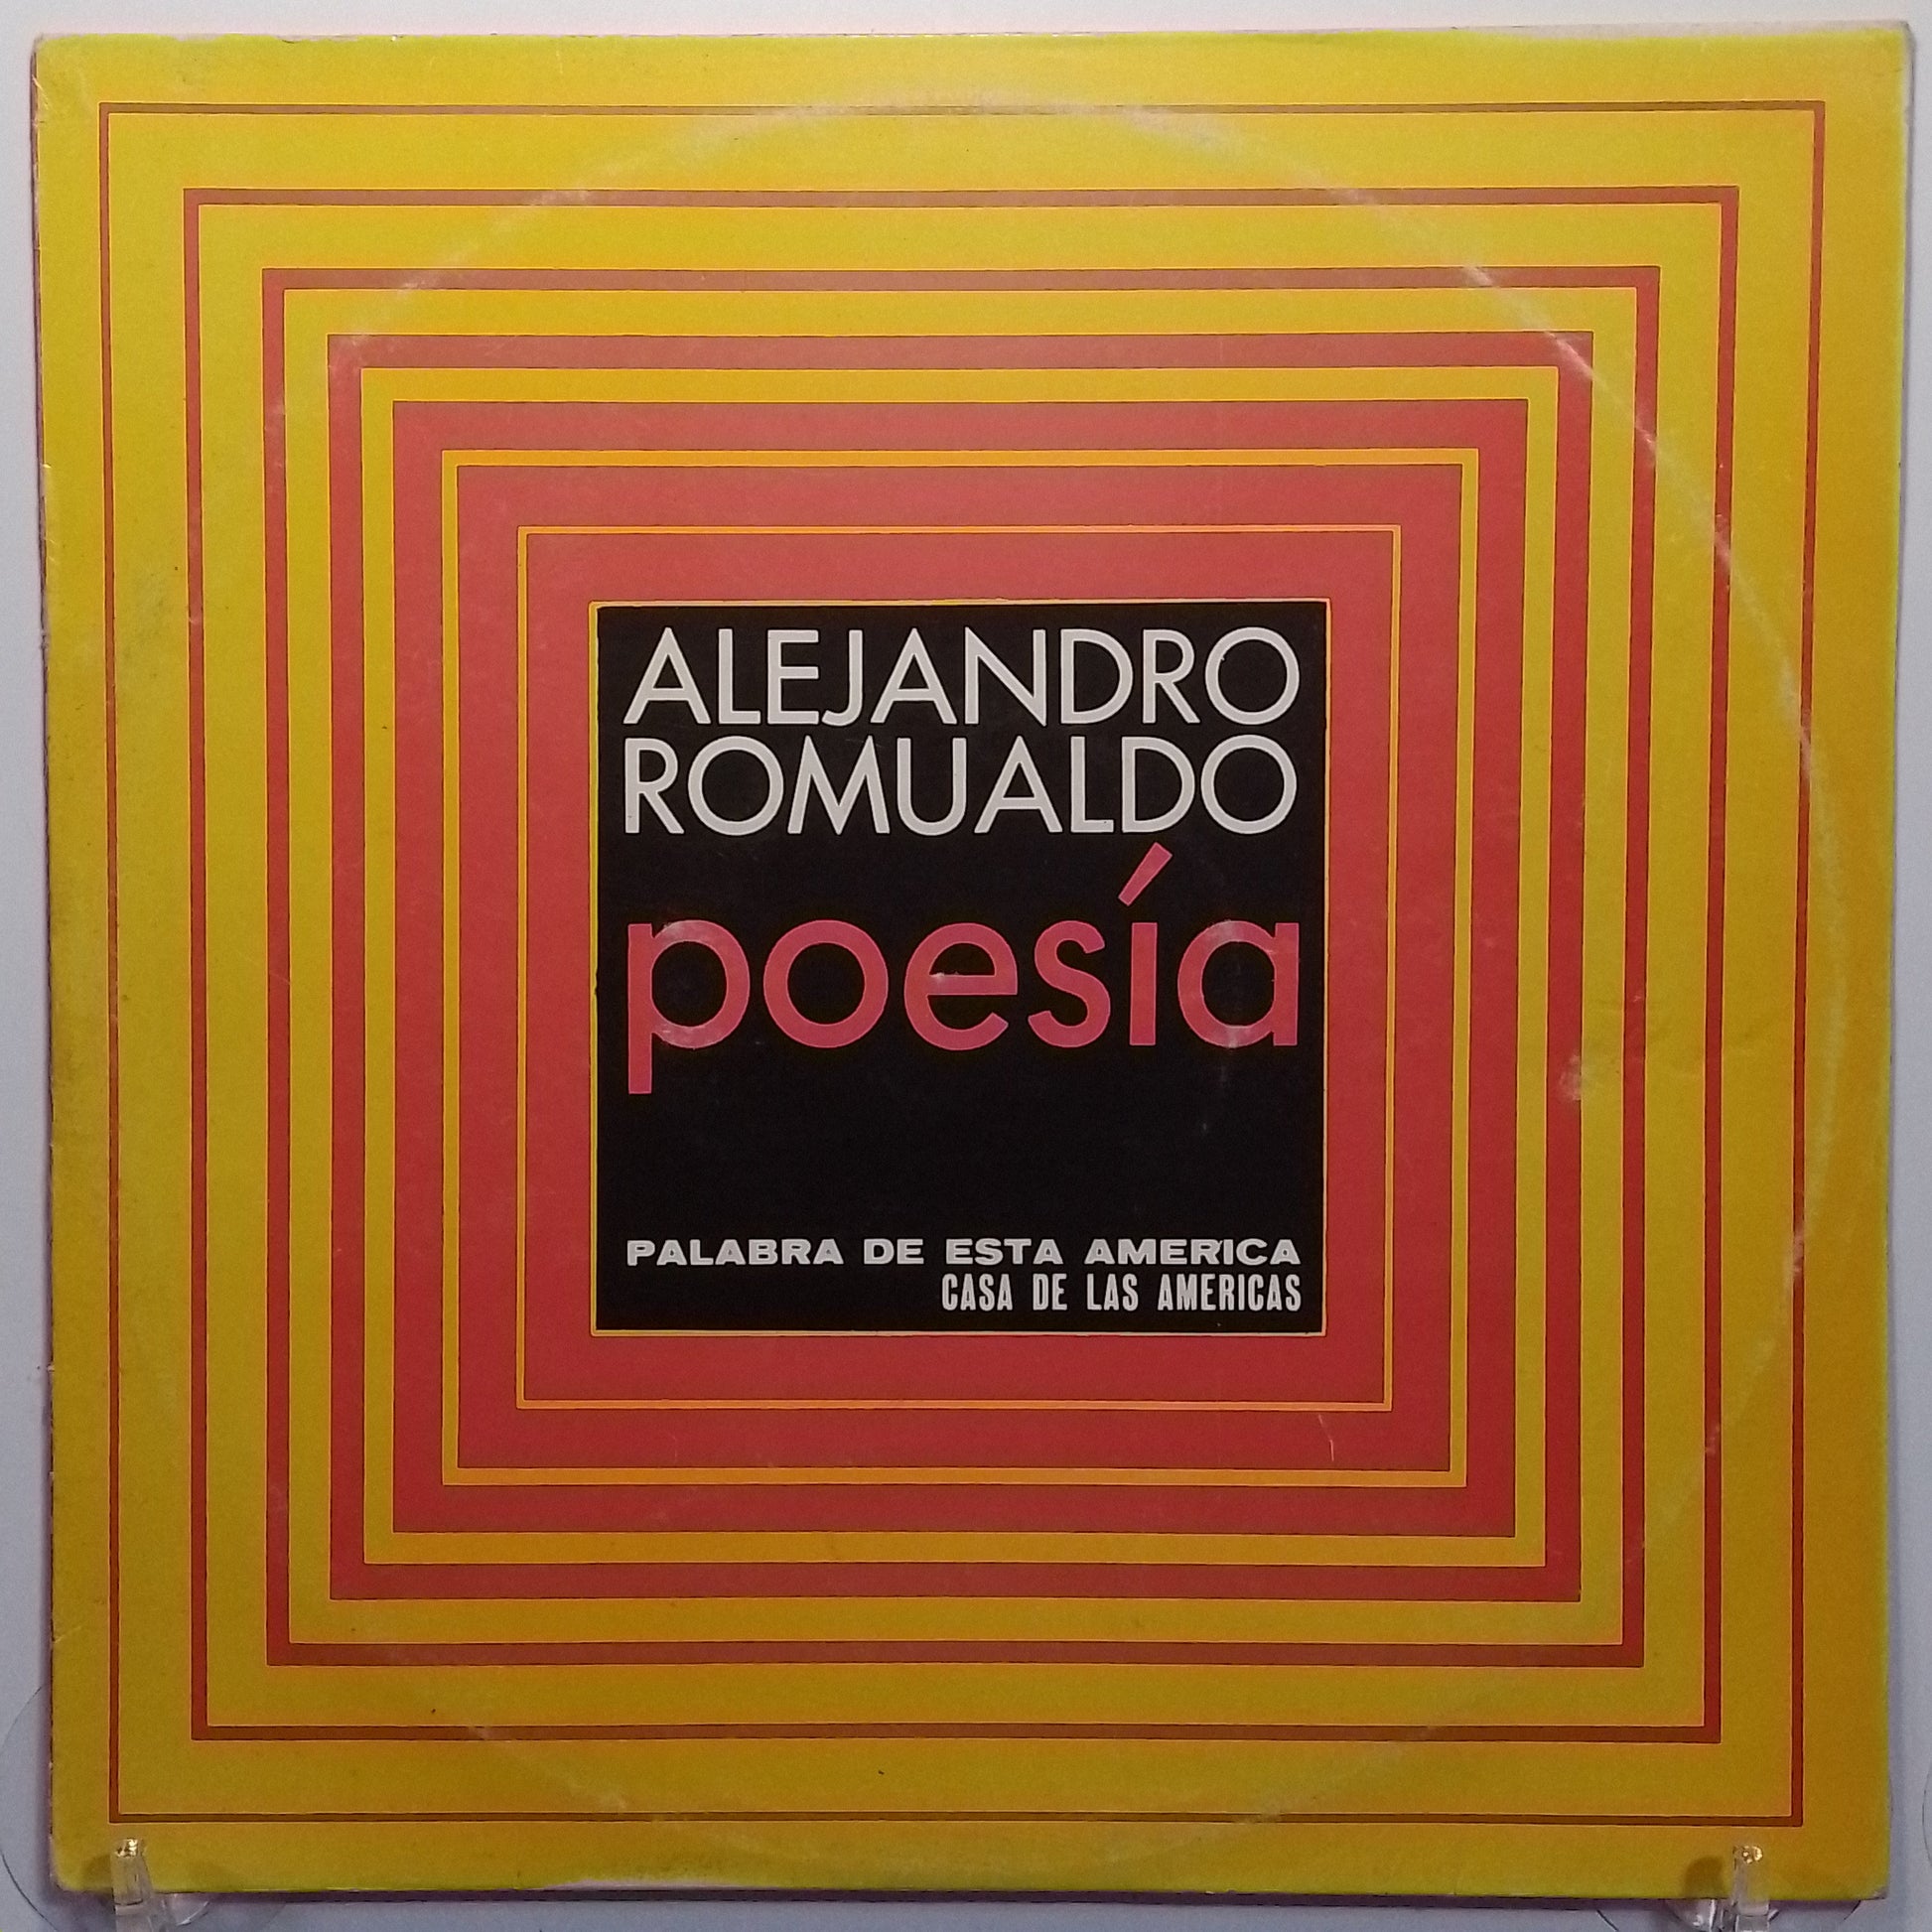 ALEJANDRO
ROMUALDO
poesía
PALABRA DE ESTA AMERICA
CASA DE LAS AMERICAS